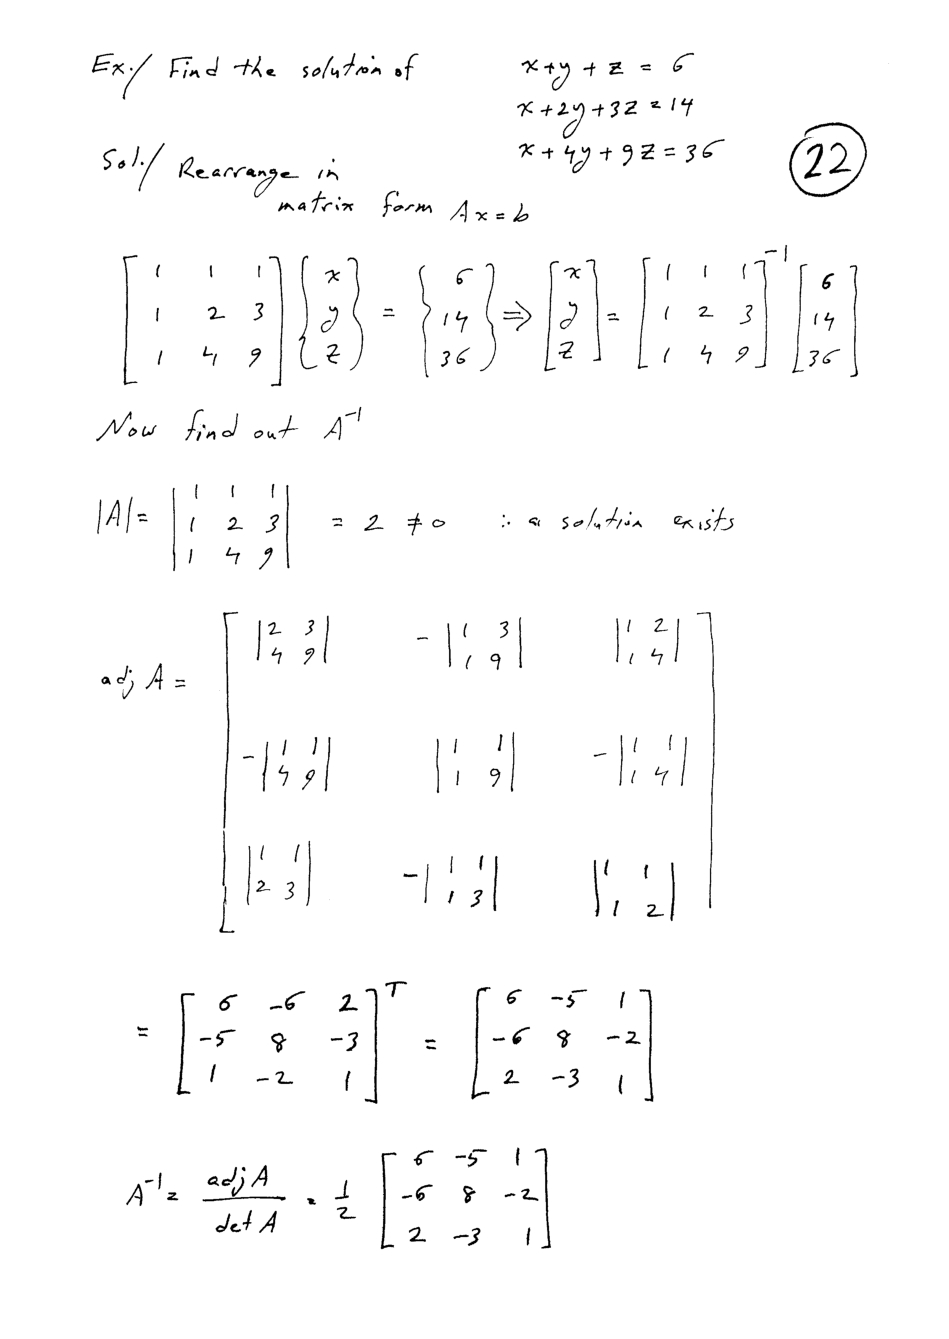 Ex./ Find the solution of x+y+z = 6
x+2y+3z = 14
x+4y+9z = 36
(22)
Sol./ Rearrange in
matrix form Ax=b
[1 1 1; 1 2 3; 1 4 9] {x; y; z} = {6; 14; 36} ⇒ [x; y; z] = [1 1 1; 1 2 3; 1 4 9]⁻¹ [6; 14; 36]
Now find out A⁻¹
|A| = |1 1 1; 1 2 3; 1 4 9| = 2 ≠ 0 ∴ a solution exists
adj A = [ |2 3; 4 9| -|1 3; 1 9| |1 2; 1 4|
-|1 1; 4 9| |1 1; 1 9| -|1 1; 1 4|
|1 1; 2 3| -|1 1; 1 3| |1 1; 1 2| ]
= [6 -6 2; -5 8 -3; 1 -2 1]ᵀ = [6 -5 1; -6 8 -2; 2 -3 1]
A⁻¹ = adj A / det A = 1/2 [6 -5 1; -6 8 -2; 2 -3 1]